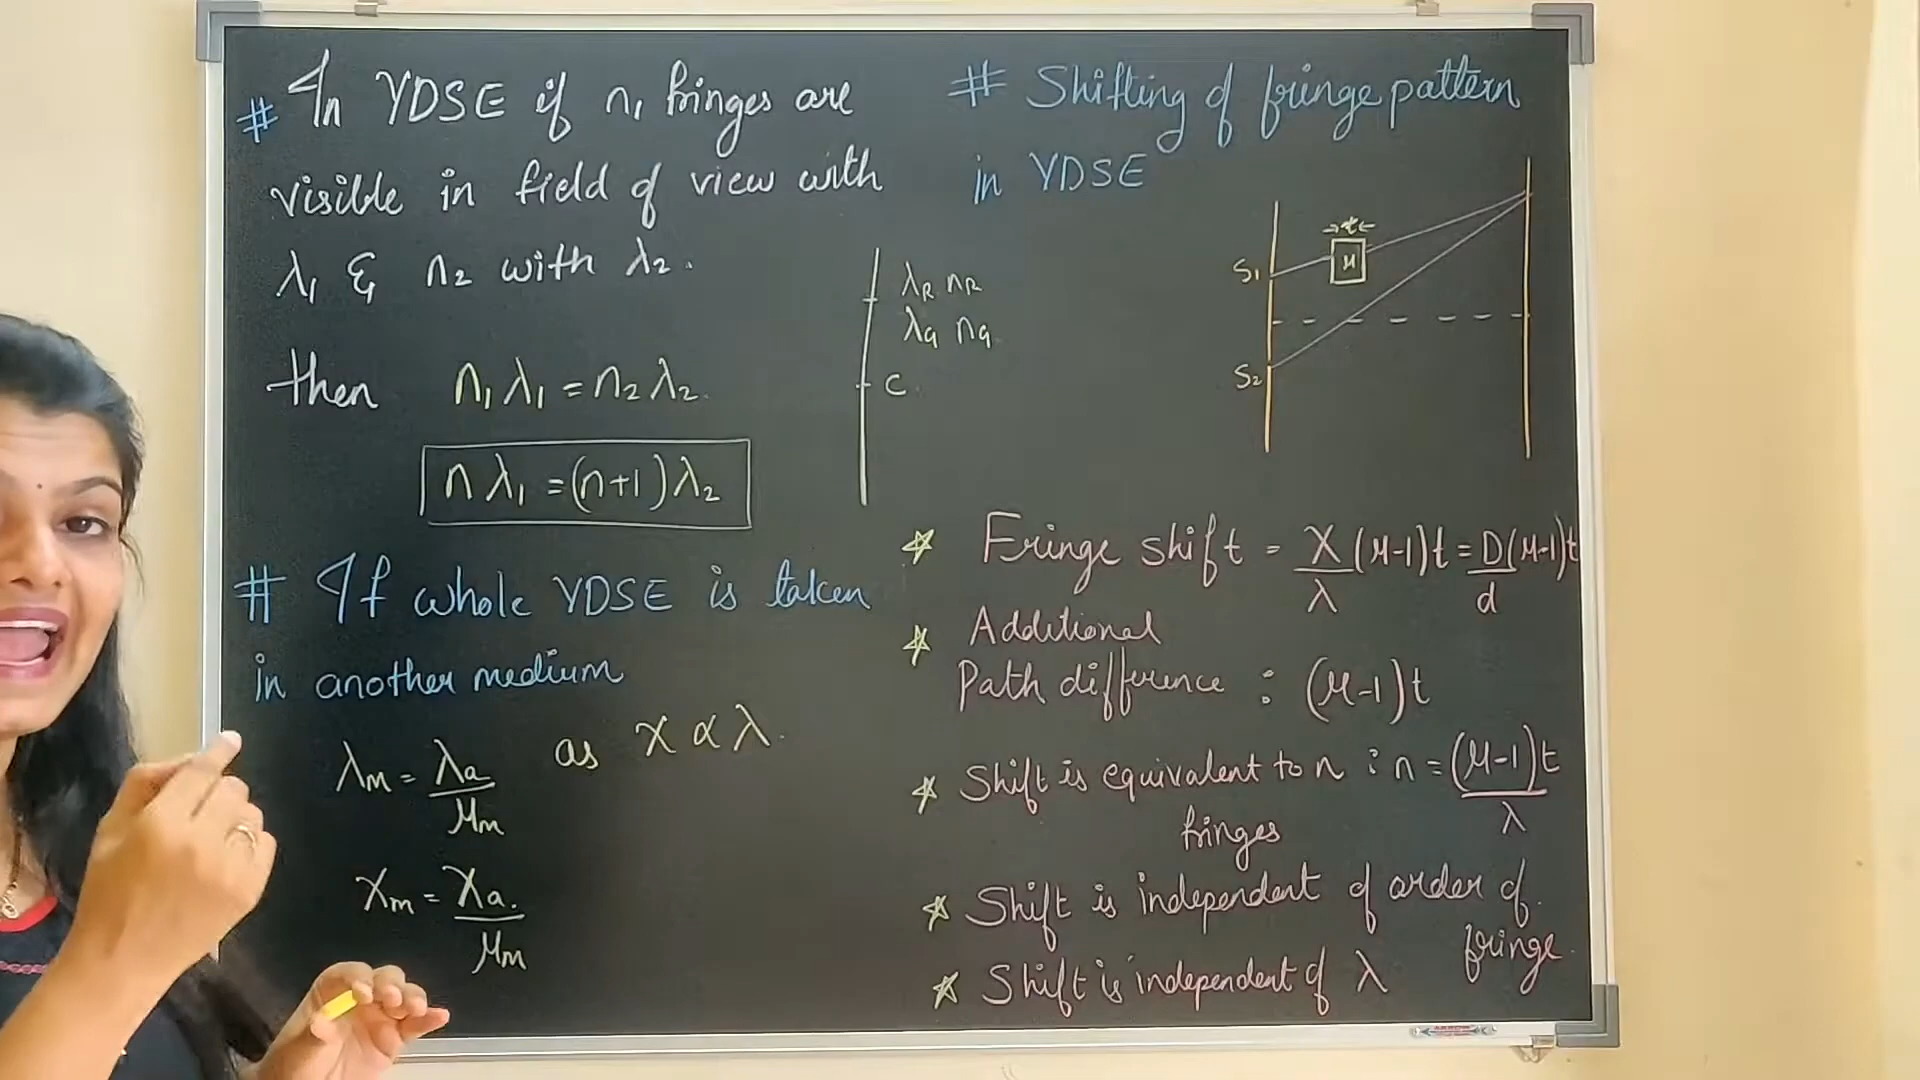 # In YDSE if n₁ fringes are
visible in field of view with
λ₁ & n₂ with λ₂.
then n₁λ₁ = n₂λ₂.
nλ₁ = (n+1)λ₂
λR nR
λG nG
C
# If whole YDSE is taken
in another medium
λm = λa/μm as X ∝ λ
Xm = Xa./μm
# Shifting of fringe pattern
in YDSE
→t←
S₁ μ
S₂
☆ Fringe shift = X/λ (μ-1)t = D/d (μ-1)t
☆ Additional
Path difference : (μ-1)t
☆ Shift is equivalent to n : n = (μ-1)t/λ
fringes
☆ Shift is independent of order of
fringe.
☆ Shift is independent of λ